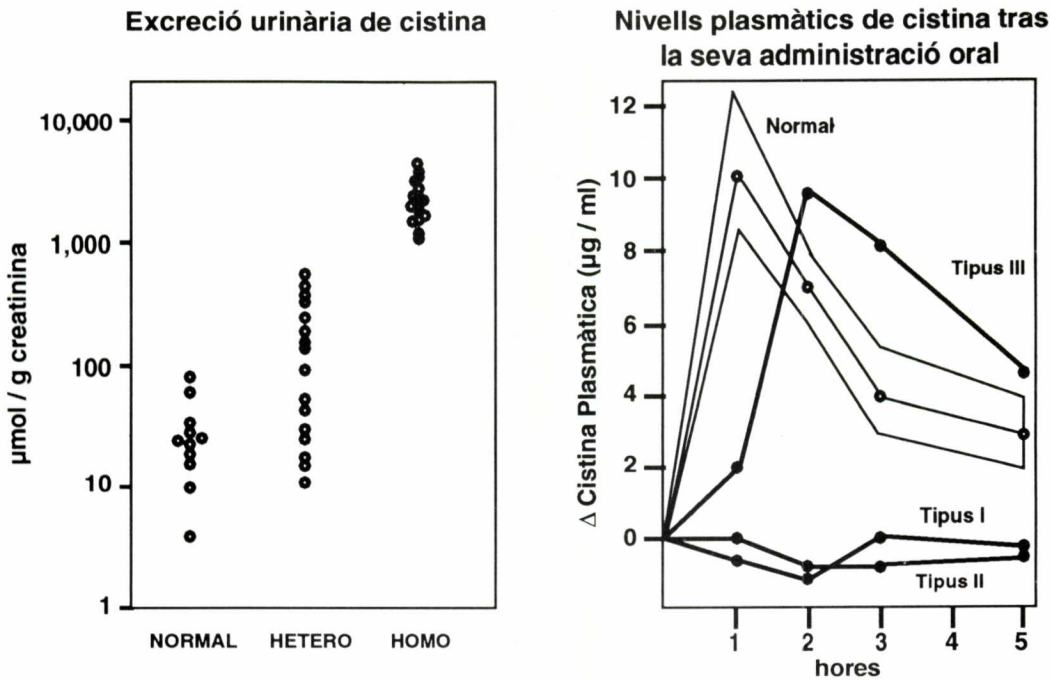 Excreció urinària de cistina
10,000
1,000
100
10
1
µmol / g creatinina
NORMAL HETERO HOMO
Nivells plasmàtics de cistina tras
la seva administració oral
12
10
8
6
4
2
0
Δ Cistina Plasmàtica (µg / ml)
Normal
Tipus III
Tipus I
Tipus II
1 2 3 4 5
hores